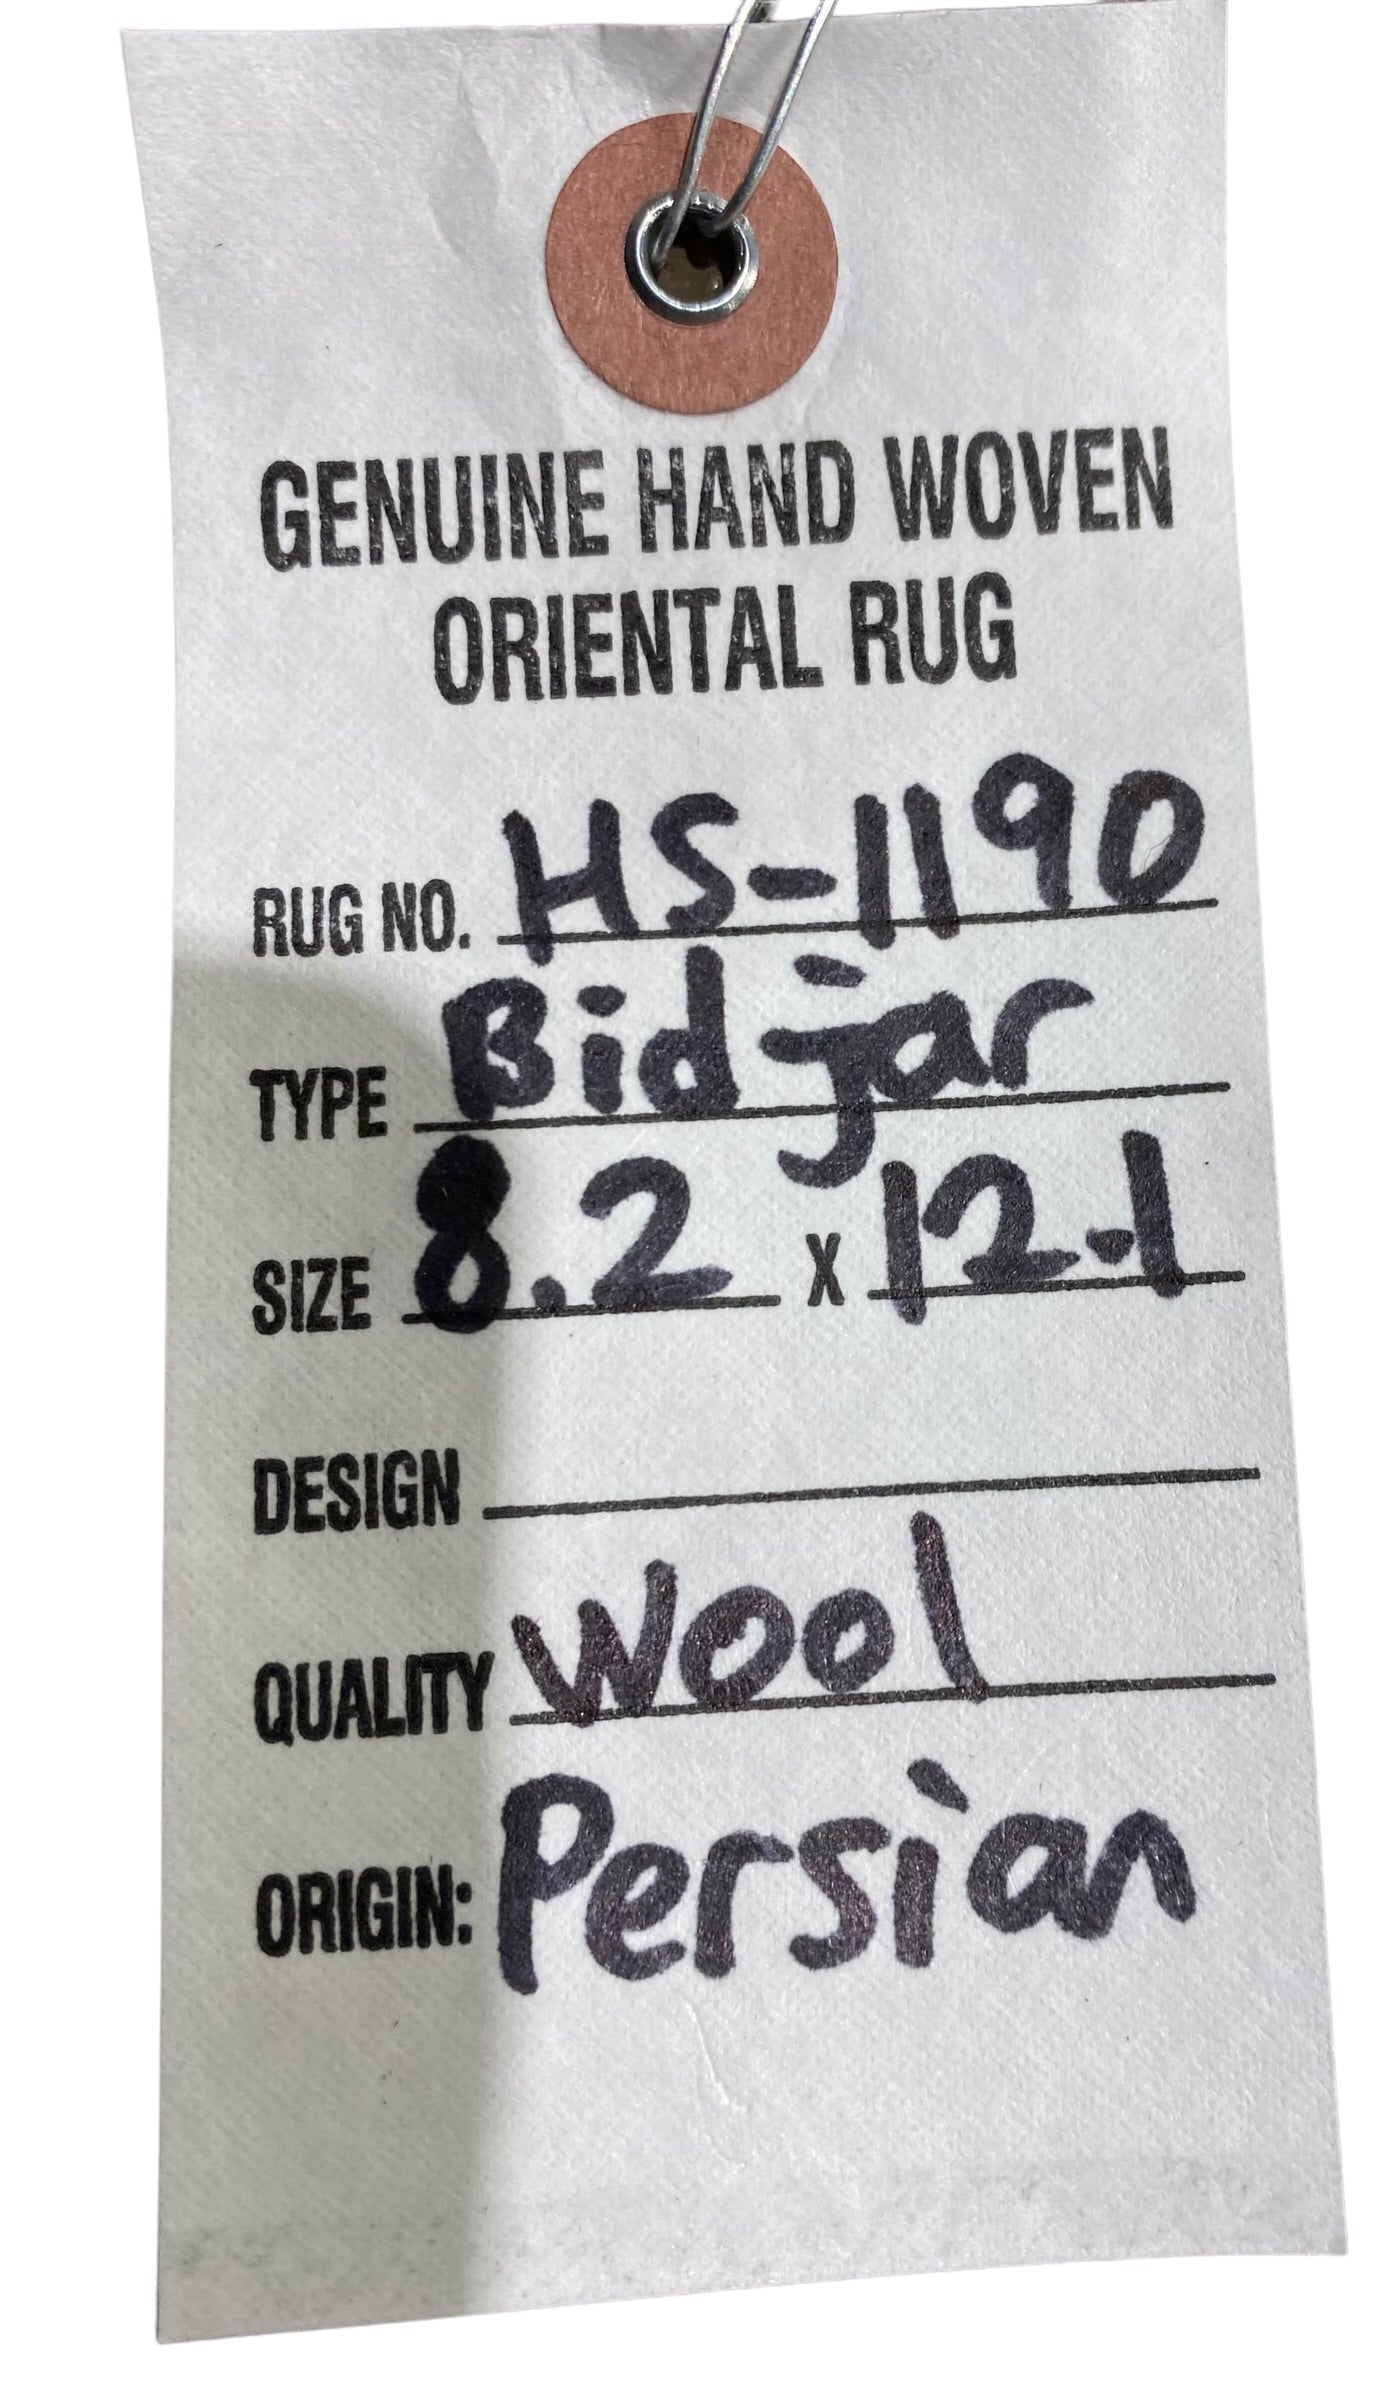 GENUINE HAND WOVEN
ORIENTAL RUG
RUG NO. HS-1190
TYPE Bidjar
SIZE 8.2 X 12.1
DESIGN
QUALITY Wool
ORIGIN: Persian